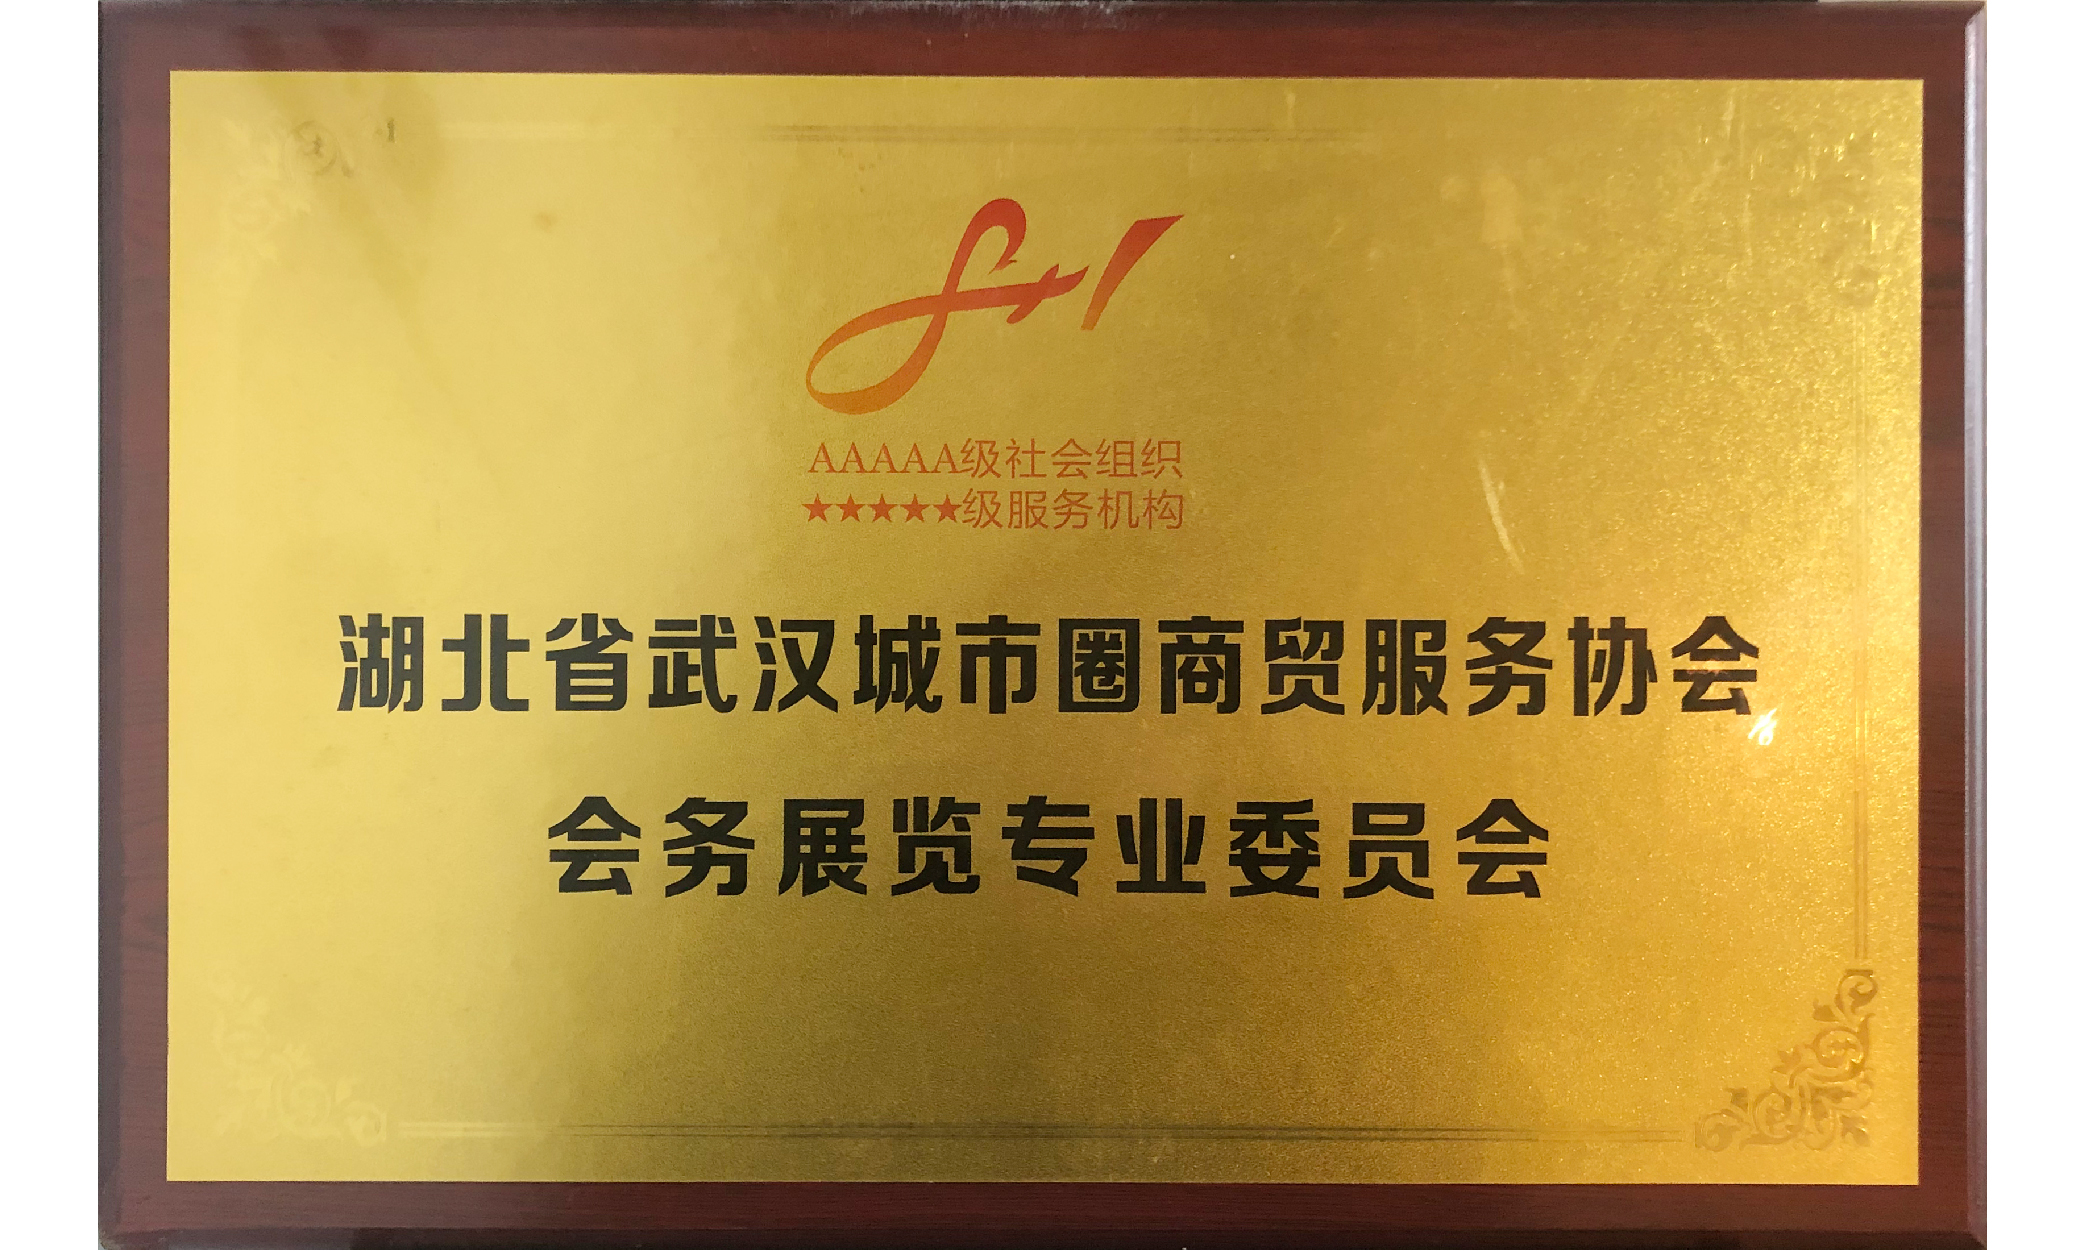 8+1
AAAAA级社会组织
★★★★★级服务机构
湖北省武汉城市圈商贸服务协会
会务展览专业委员会